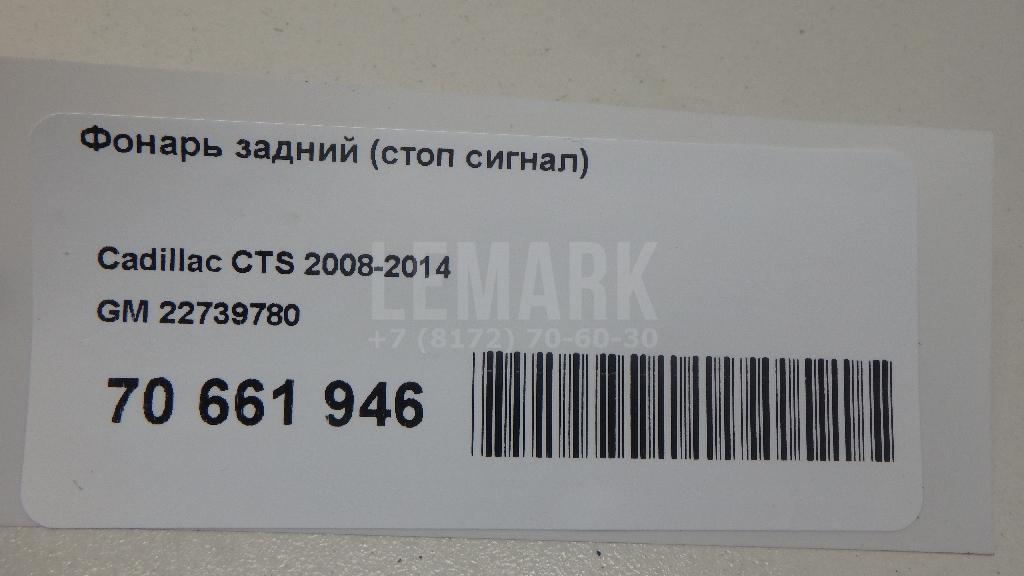 Фонарь задний (стоп сигнал)
Cadillac CTS 2008-2014
GM 22739780
LEMARK
+7 (8172) 70-60-30
70 661 946